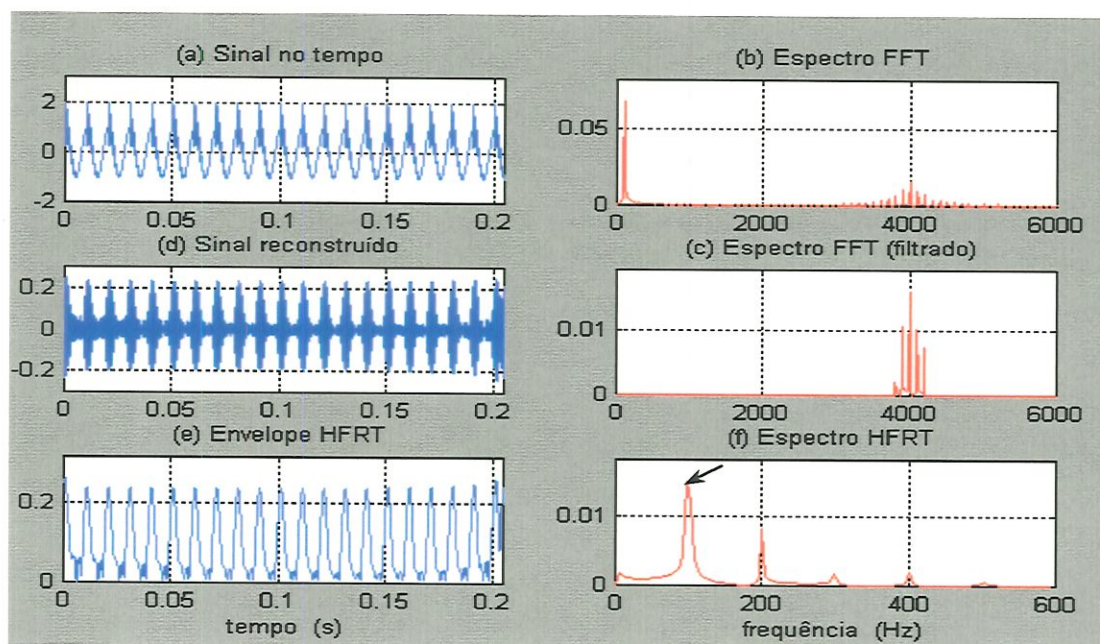 (a) Sinal no tempo
(b) Espectro FFT
2
0
-2
0 0.05 0.1 0.15 0.2
0.05
0
0 2000 4000 6000
(d) Sinal reconstruído
(c) Espectro FFT (filtrado)
0.2
0
-0.2
0 0.05 0.1 0.15 0.2
0.01
0
0 2000 4000 6000
(e) Envelope HFRT
(f) Espectro HFRT
0.2
0
0 0.05 0.1 0.15 0.2
tempo (s)
0.01
0
0 200 400 600
frequência (Hz)